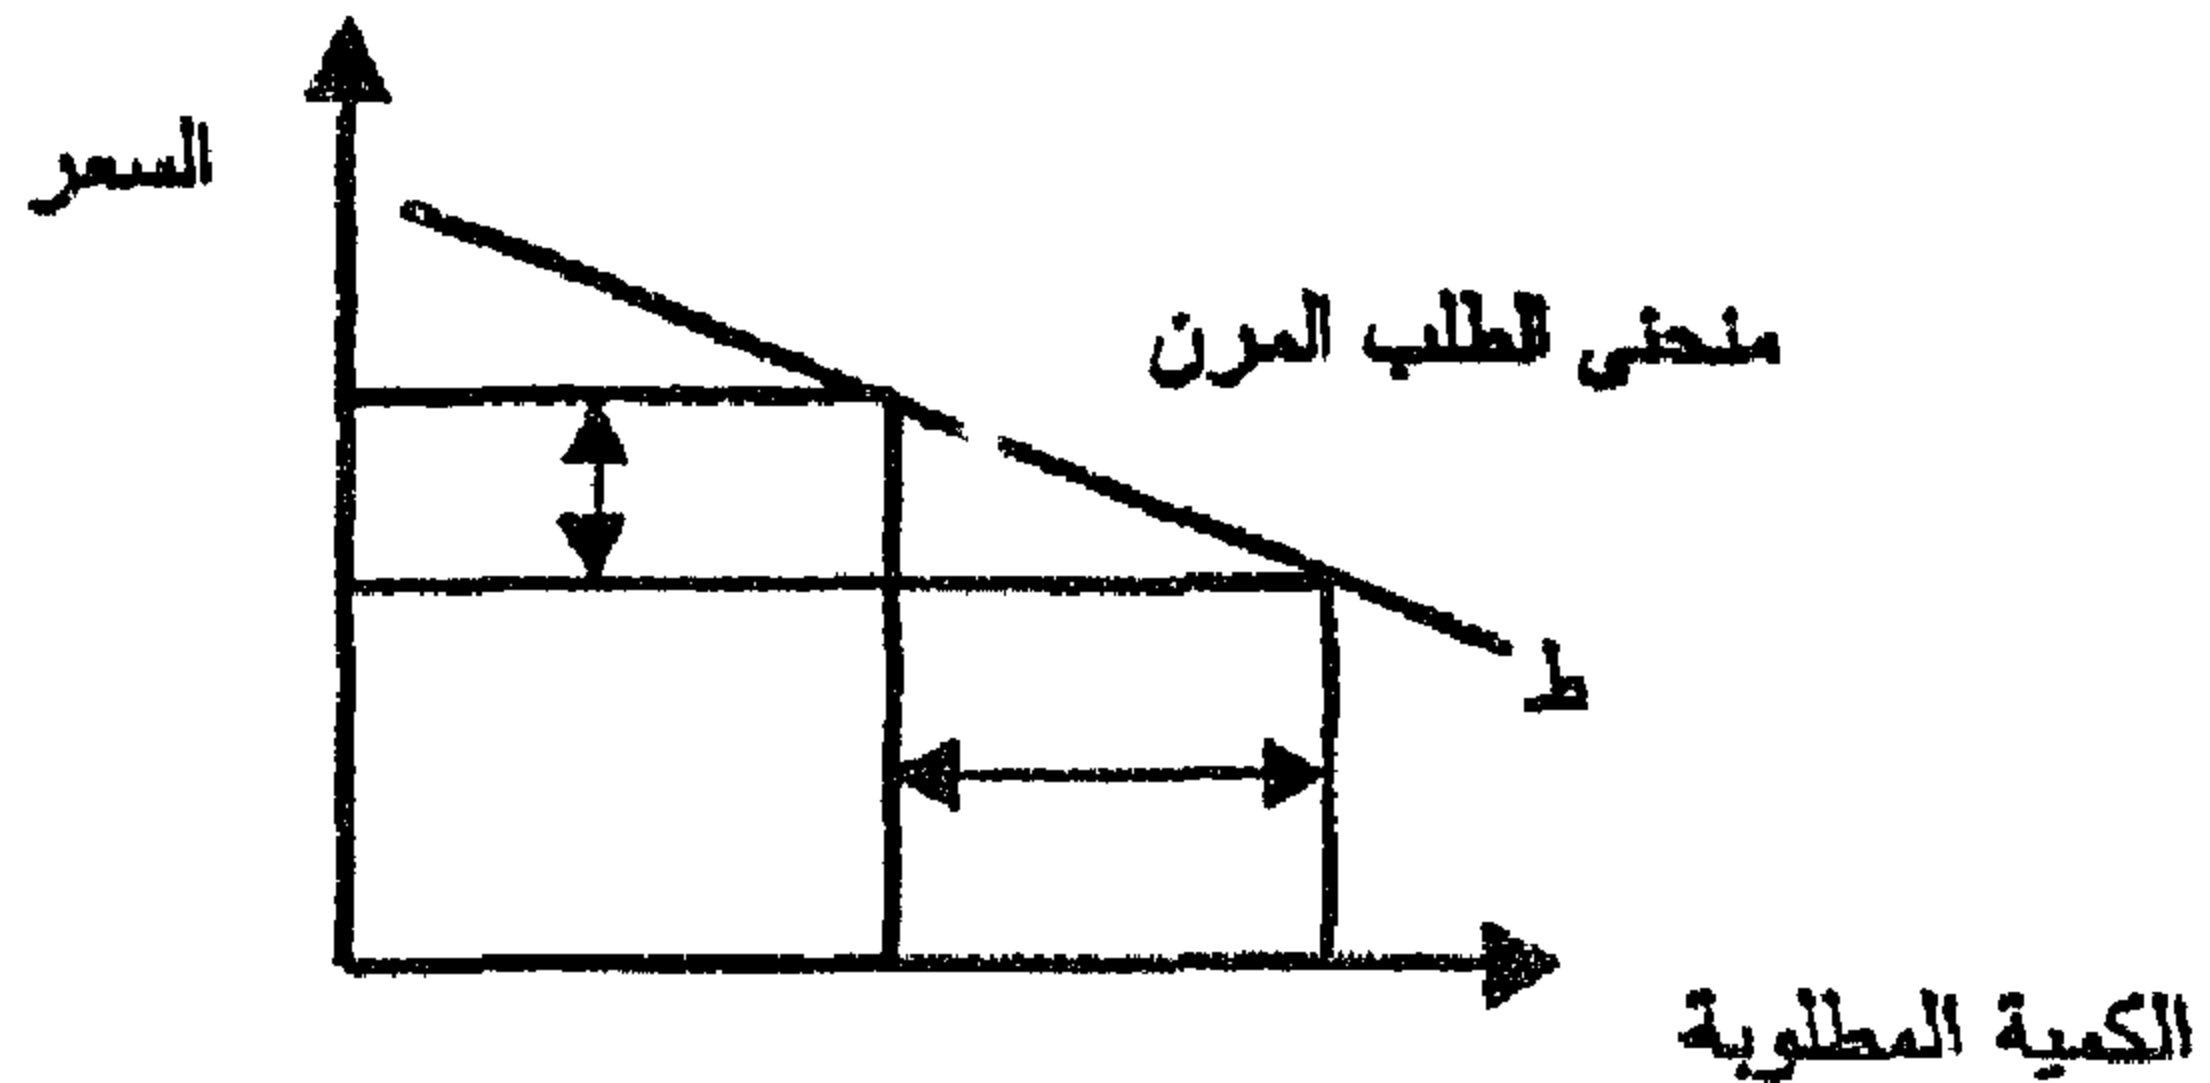 السعر
منحنى الطلب المرن
ط
الكمية المطلوبة